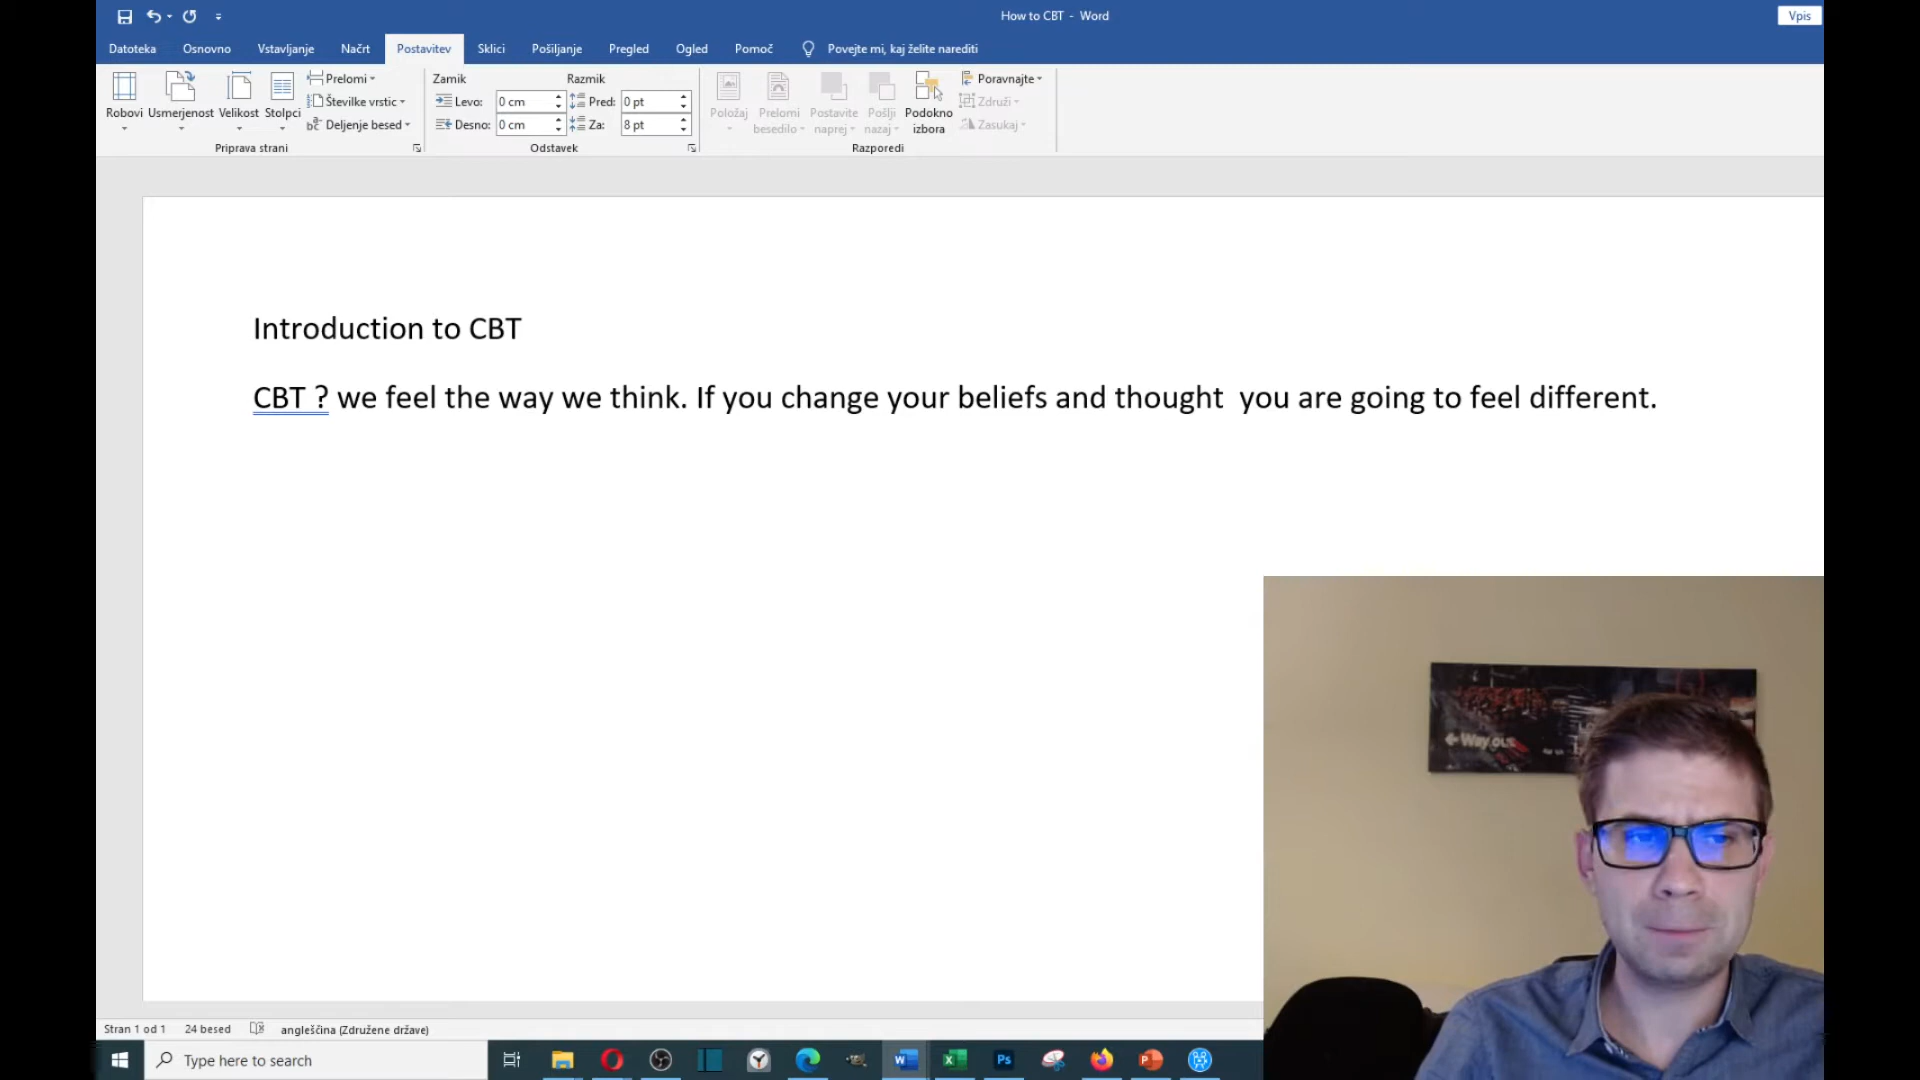 How to CBT - Word
Vpis
Datoteka Osnovno Vstavljanje Načrt Postavitev Sklici Pošiljanje Pregled Ogled Pomoč Povejte mi, kaj želite narediti
Robovi
Usmerjenost
Velikost
Stolpci
Prelomi
Številke vrstic
Deljenje besed
Priprava strani
Zamik Razmik
Levo: 0 cm Pred: 0 pt
Desno: 0 cm Za: 8 pt
Odstavek
Položaj
Prelomi
besedilo
Postavite
naprej
Pošlji
nazaj
Podokno
izbora
Poravnajte
Združi
Zasukaj
Razporedi
Introduction to CBT
CBT ? we feel the way we think. If you change your beliefs and thought  you are going to feel different.
Way out
Stran 1 od 1 24 besed angleščina (Združene države)
Type here to search
W X Ps P